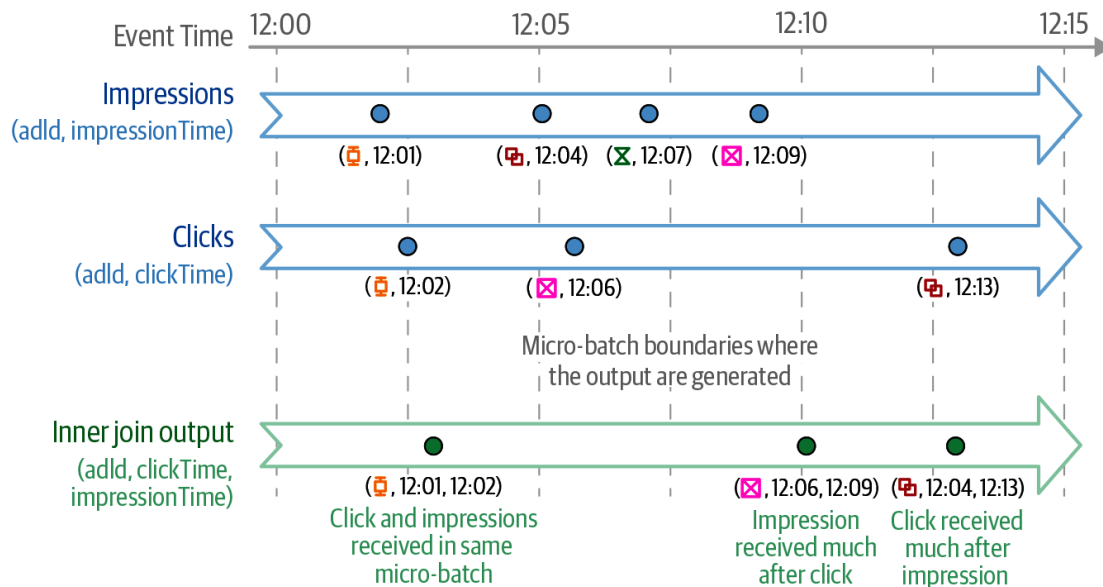 Event Time
12:00
12:05
12:10
12:15
Impressions
(adId, impressionTime)
( , 12:01)
( , 12:04)
( , 12:07)
( , 12:09)
Clicks
(adId, clickTime)
( , 12:02)
( , 12:06)
( , 12:13)
Micro-batch boundaries where
the output are generated
Inner join output
(adId, clickTime,
impressionTime)
( , 12:01, 12:02)
( , 12:06, 12:09)
( , 12:04, 12:13)
Click and impressions
received in same
micro-batch
Impression
received much
after click
Click received
much after
impression